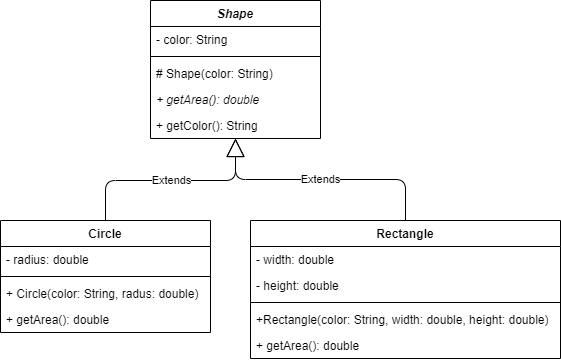 Shape
- color: String
# Shape(color: String)
+ getArea(): double
+ getColor(): String
Extends
Extends
Circle
- radius: double
+ Circle(color: String, radus: double)
+ getArea(): double
Rectangle
- width: double
- height: double
+Rectangle(color: String, width: double, height: double)
+ getArea(): double